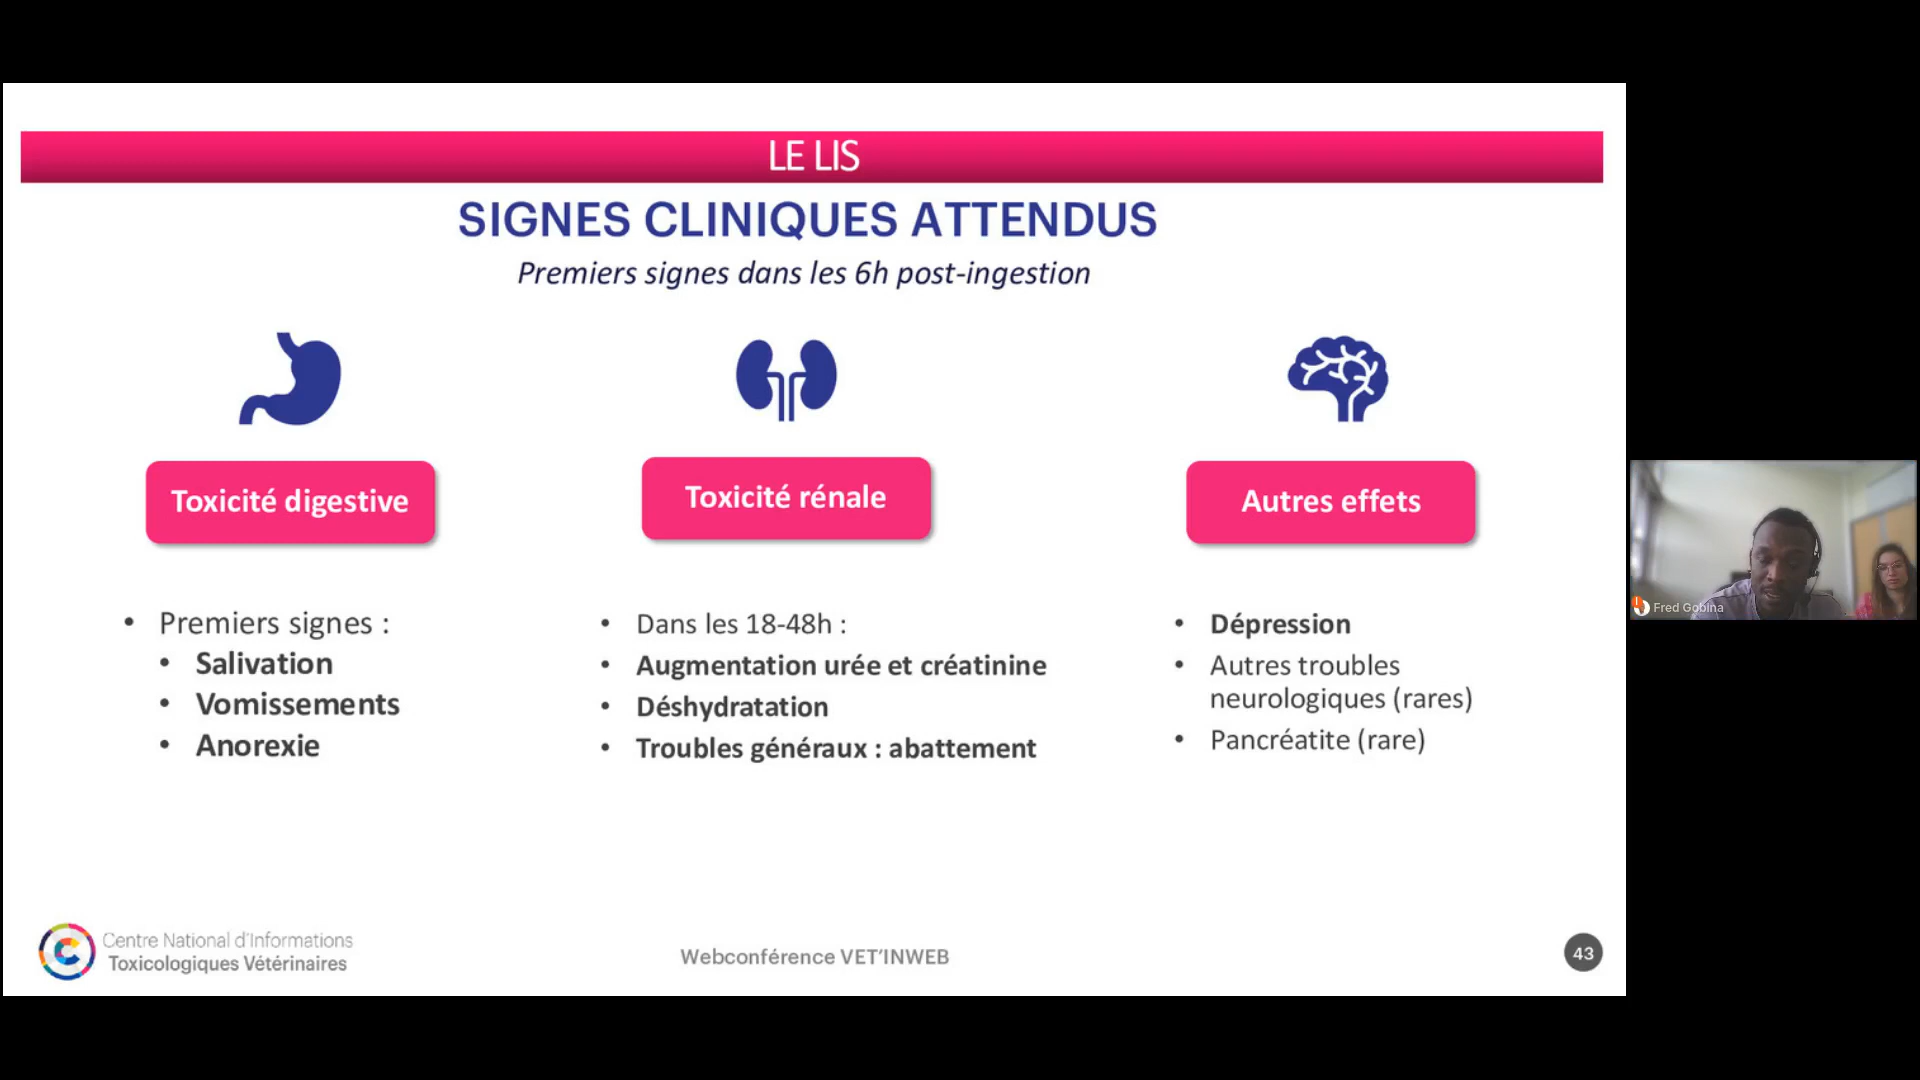 LE LIS
SIGNES CLINIQUES ATTENDUS
Premiers signes dans les 6h post-ingestion
Toxicité digestive
• Premiers signes :
• Salivation
• Vomissements
• Anorexie
Toxicité rénale
• Dans les 18-48h :
• Augmentation urée et créatinine
• Déshydratation
• Troubles généraux : abattement
Autres effets
• Dépression
• Autres troubles
neurologiques (rares)
• Pancréatite (rare)
Fred Gobina
Centre National d'Informations
Toxicologiques Vétérinaires
Webconférence VET'INWEB
43